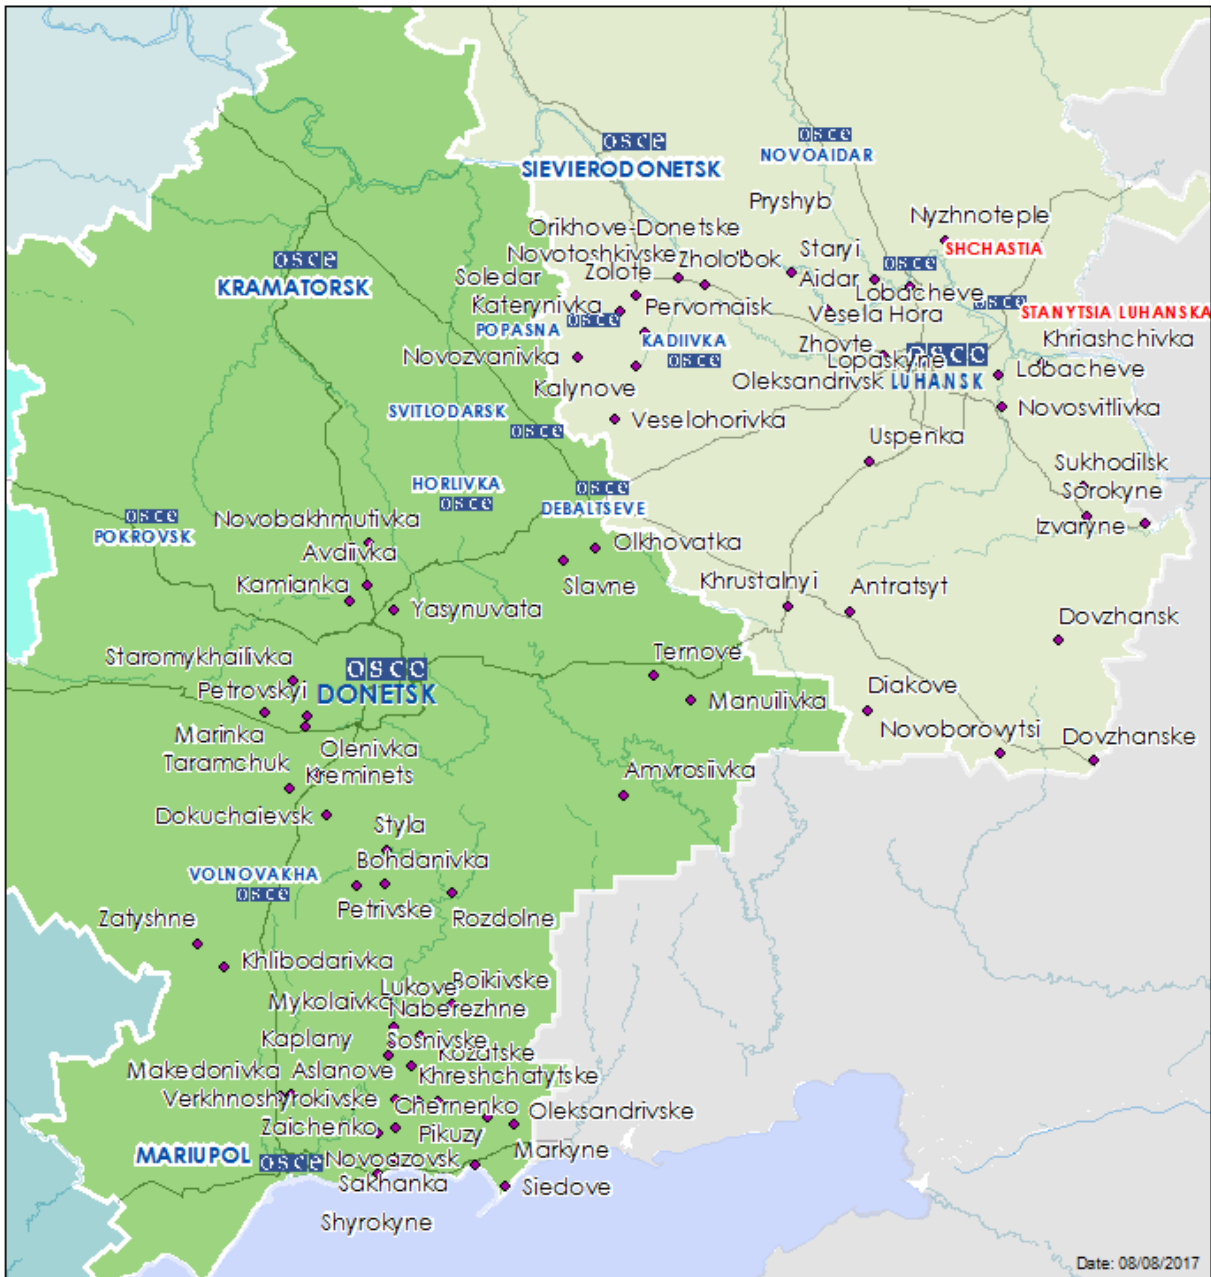 osce
osce
NOVOAIDAR
SIEVIERODONETSK
Pryshyb
Nyzhnoteple
Orikhove-Donetske
SHCHASTIA
Novotoshkivske
Staryi
Aidar
Zholobok
osce
KRAMATORSK
Soledar
Zolote
osce
Lobacheve
Katerynivka
Pervomaisk
osce
STANYTSIA LUHANSKA
Vesela Hora
POPASNA
osce
KADIIVKA
osce
Zhovte
Khriashchivka
Novozvanivka
Lopaskyne
OSCC
Lobacheve
Kalynove
Oleksandrivsk
LUHANSK
SVITLODARSK
osce
Veselohorivka
Novosvitlivka
Uspenka
Sukhodilsk
HORLIVKA
osce
osce
DEBALTSEVE
Sorokyne
osce
POKROVSK
Novobakhmutivka
Izvaryne
Avdiivka
Olkhovatka
Kamianka
Slavne
Khrustalnyi
Antratsyt
Yasynuvata
Dovzhansk
Staromykhailivka
OSCC
DONETSK
Ternove
Petrovskyi
Manuilivka
Diakove
Marinka
Novoborovytsi
Dovzhanske
Olenivka
Taramchuk
Kreminets
Amvrosiivka
Dokuchaievsk
Styla
VOLNOVAKHA
osce
Bohdanivka
Petrivske
Rozdolne
Zatyshne
Khlibodarivka
Boikivske
Lukove
Mykolaivka
Naberezhne
Kaplany
Sosnivske
Kozatske
Makedonivka
Aslanove
Khreshchatytske
Verkhnoshyrokivske
Chernenko
Oleksandrivske
Zaichenko
Pikuzy
MARIUPOL
osce
Novoazovsk
Markyne
Sakhanka
Siedove
Shyrokyne
Date: 08/08/2017